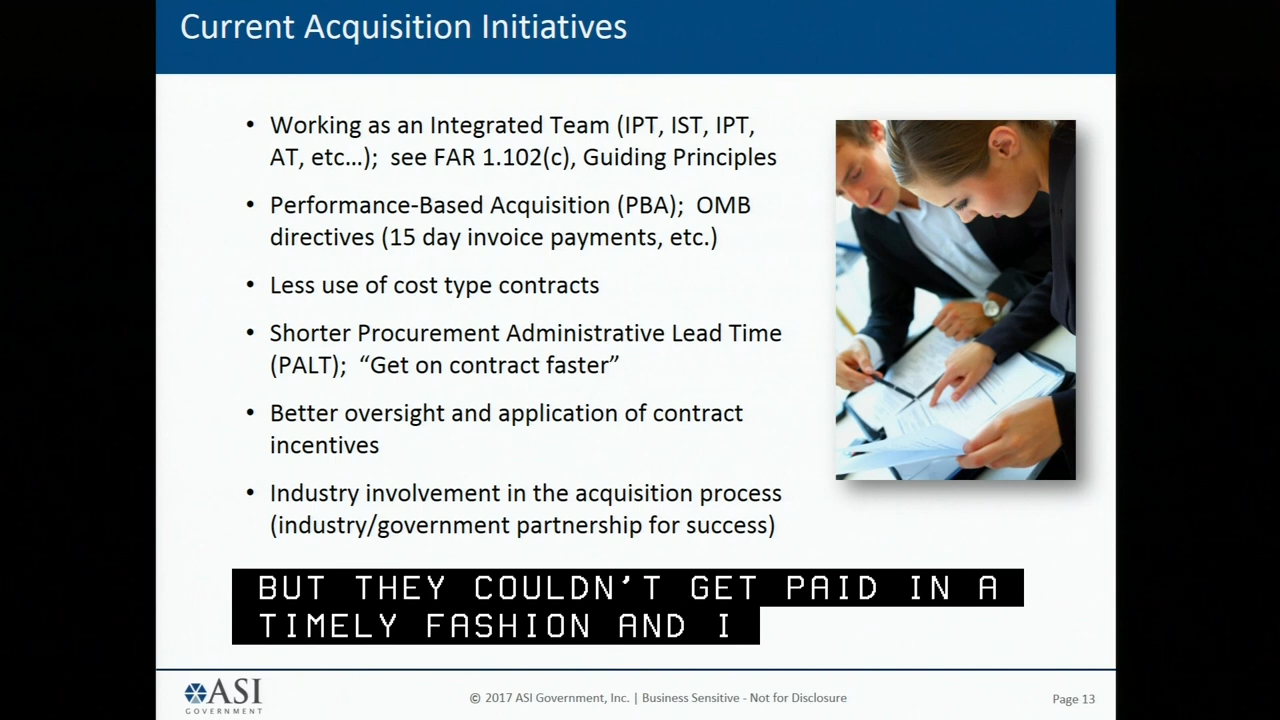 Current Acquisition Initiatives
• Working as an Integrated Team (IPT, IST, IPT,
AT, etc…); see FAR 1.102(c), Guiding Principles
• Performance-Based Acquisition (PBA); OMB
directives (15 day invoice payments, etc.)
• Less use of cost type contracts
• Shorter Procurement Administrative Lead Time
(PALT); “Get on contract faster”
• Better oversight and application of contract
incentives
• Industry involvement in the acquisition process
(industry/government partnership for success)
BUT THEY COULDN’T GET PAID IN A
TIMELY FASHION AND I
ASI
GOVERNMENT
© 2017 ASI Government, Inc. | Business Sensitive - Not for Disclosure
Page 13